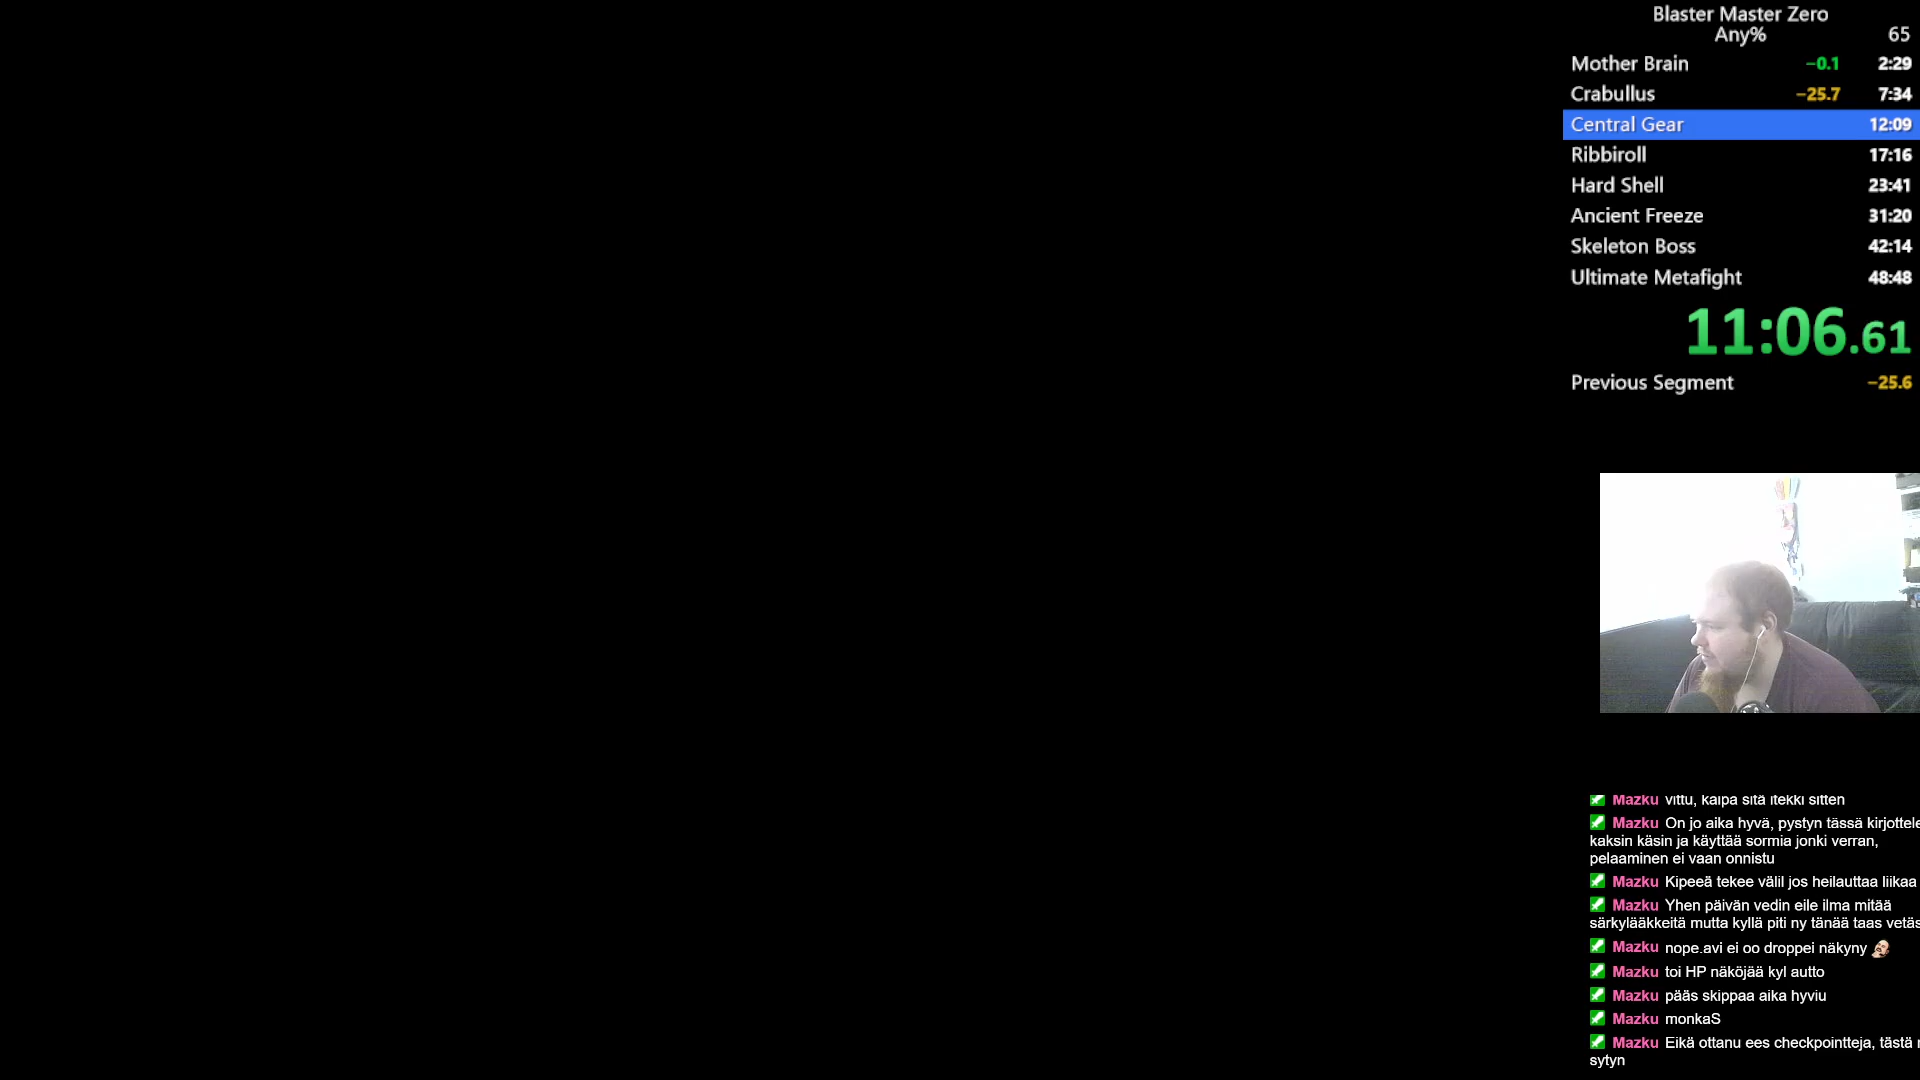 Blaster Master Zero
Any% 65
Mother Brain −0.1 2:29
Crabullus −25.7 7:34
Central Gear 12:09
Ribbiroll 17:16
Hard Shell 23:41
Ancient Freeze 31:20
Skeleton Boss 42:14
Ultimate Metafight 48:48
11:06.61
Previous Segment −25.6
Mazku vittu, kaipa sitä itekki sitten
Mazku On jo aika hyvä, pystyn tässä kirjottele
kaksin käsin ja käyttää sormia jonki verran,
pelaaminen ei vaan onnistu
Mazku Kipeeä tekee välil jos heilauttaa liikaa
Mazku Yhen päivän vedin eile ilma mitää
särkylääkkeitä mutta kyllä piti ny tänää taas vetäs
Mazku nope.avi ei oo droppei näkyny
Mazku toi HP näköjää kyl autto
Mazku pääs skippaa aika hyviu
Mazku monkaS
Mazku Eikä ottanu ees checkpointteja, tästä
sytyn